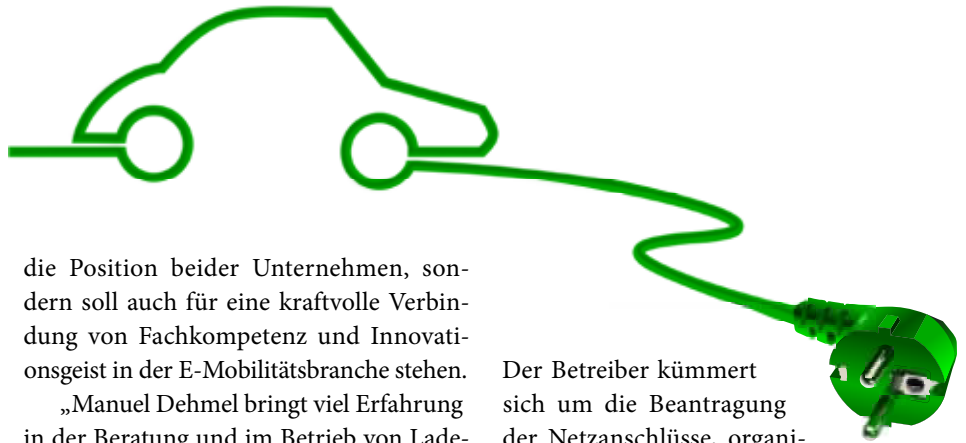 die Position beider Unternehmen, son-
dern soll auch für eine kraftvolle Verbin-
dung von Fachkompetenz und Innovati-
onsgeist in der E-Mobilitätsbranche stehen.
„Manuel Dehmel bringt viel Erfahrung
in der Beratung und im Betrieb von Lade-
Der Betreiber kümmert
sich um die Beantragung
der Netzanschlüsse, organi-